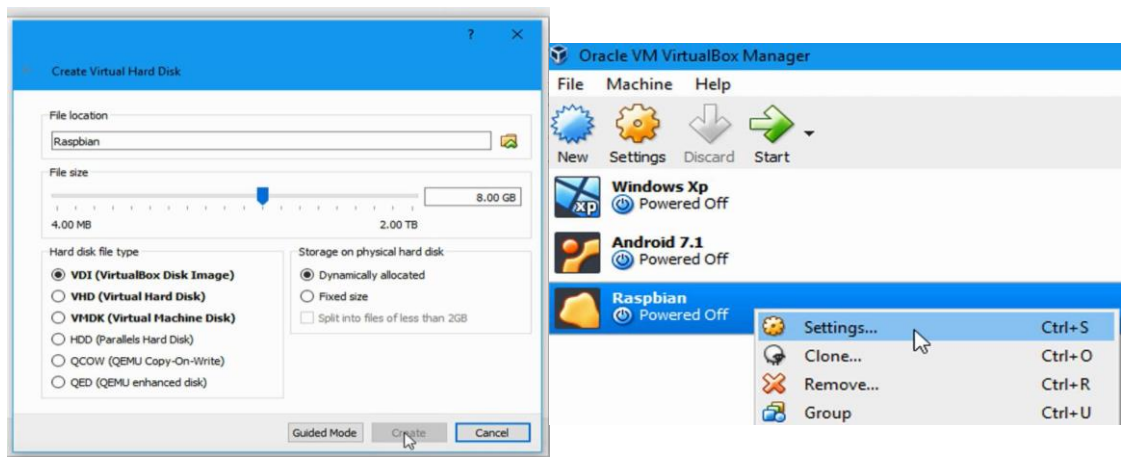 Create Virtual Hard Disk
File location
Raspbian
File size
8.00 GB
4.00 MB 2.00 TB
Hard disk file type
VDI (VirtualBox Disk Image)
VHD (Virtual Hard Disk)
VMDK (Virtual Machine Disk)
HDD (Parallels Hard Disk)
QCOW (QEMU Copy-On-Write)
QED (QEMU enhanced disk)
Storage on physical hard disk
Dynamically allocated
Fixed size
Split into files of less than 2GB
Guided Mode Create Cancel
Oracle VM VirtualBox Manager
File Machine Help
New Settings Discard Start
Windows Xp
Powered Off
Android 7.1
Powered Off
Raspbian
Powered Off
Settings... Ctrl+S
Clone... Ctrl+O
Remove... Ctrl+R
Group Ctrl+U